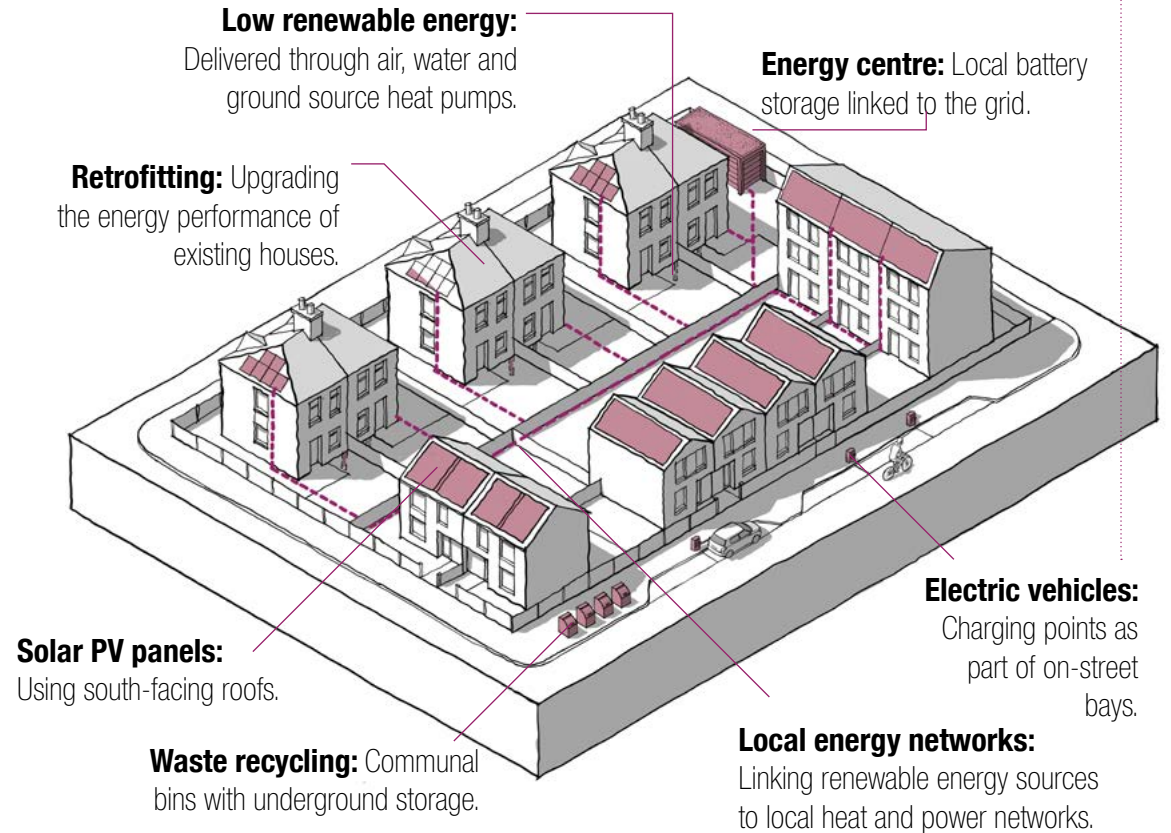 Low renewable energy:
Delivered through air, water and
ground source heat pumps.
Energy centre: Local battery
storage linked to the grid.
Retrofitting: Upgrading
the energy performance of
existing houses.
Solar PV panels:
Using south-facing roofs.
Waste recycling: Communal
bins with underground storage.
Electric vehicles:
Charging points as
part of on-street
bays.
Local energy networks:
Linking renewable energy sources
to local heat and power networks.